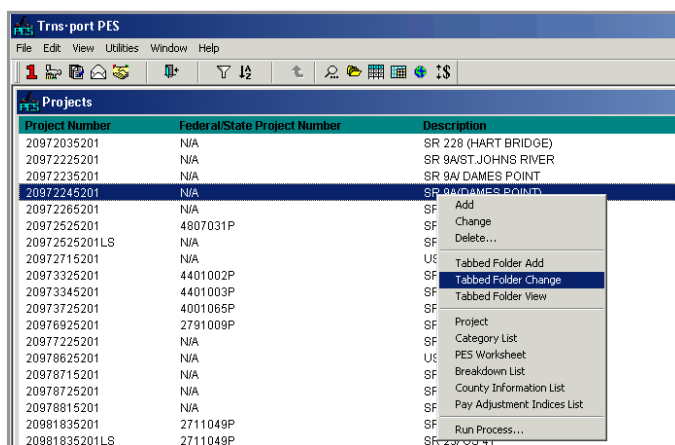 Trns·port PES
File Edit View Utilities Window Help
Projects
Project Number Federal/State Project Number Description
20972035201 N/A SR 228 (HART BRIDGE)
20972225201 N/A SR 9A/ST.JOHNS RIVER
20972235201 N/A SR 9A/ DAMES POINT
20972245201 N/A SR 9A(DAMES POINT)
20972265201 N/A
20972525201 4807031P
20972525201LS N/A
20972715201 N/A
20973325201 4401002P
20973345201 4401003P
20973725201 4001065P
20976925201 2791009P
20977225201 N/A
20978625201 N/A
20978715201 N/A
20978725201 N/A
20978815201 N/A
20981835201 2711049P
20981835201LS 2711049P
Add
Change
Delete...
Tabbed Folder Add
Tabbed Folder Change
Tabbed Folder View
Project
Category List
PES Worksheet
Breakdown List
County Information List
Pay Adjustment Indices List
Run Process...